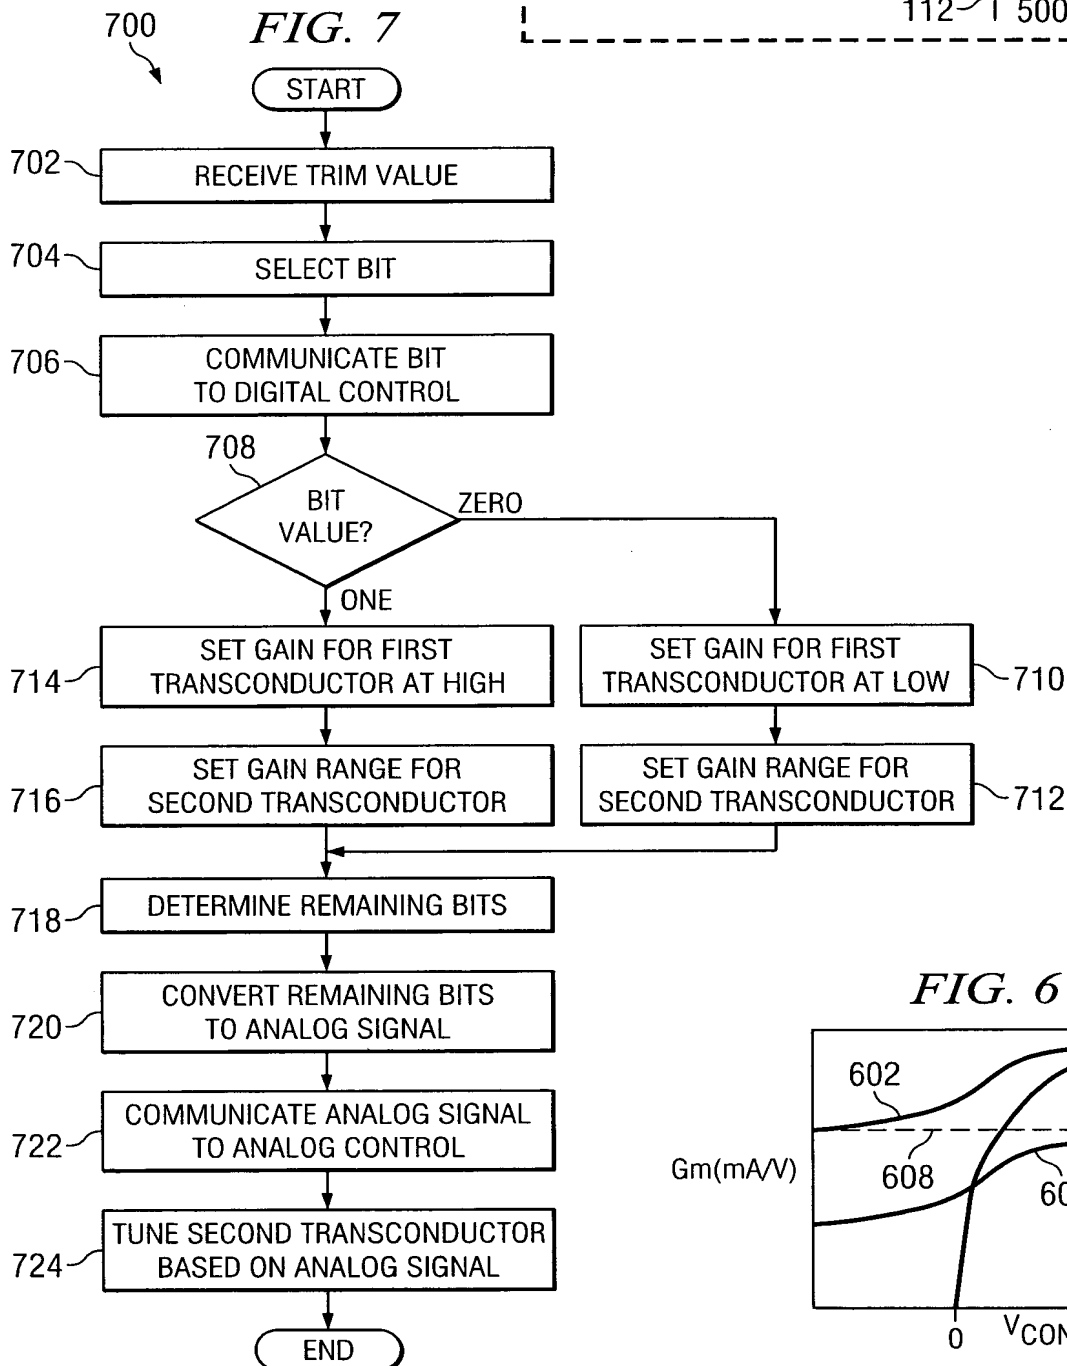 700
FIG. 7
112
500
START
702
RECEIVE TRIM VALUE
704
SELECT BIT
706
COMMUNICATE BIT
TO DIGITAL CONTROL
708
BIT
VALUE?
ZERO
ONE
714
SET GAIN FOR FIRST
TRANSCONDUCTOR AT HIGH
SET GAIN FOR FIRST
TRANSCONDUCTOR AT LOW
710
716
SET GAIN RANGE FOR
SECOND TRANSCONDUCTOR
SET GAIN RANGE FOR
SECOND TRANSCONDUCTOR
712
718
DETERMINE REMAINING BITS
720
CONVERT REMAINING BITS
TO ANALOG SIGNAL
722
COMMUNICATE ANALOG SIGNAL
TO ANALOG CONTROL
724
TUNE SECOND TRANSCONDUCTOR
BASED ON ANALOG SIGNAL
END
FIG. 6
602
608
Gm(mA/V)
0